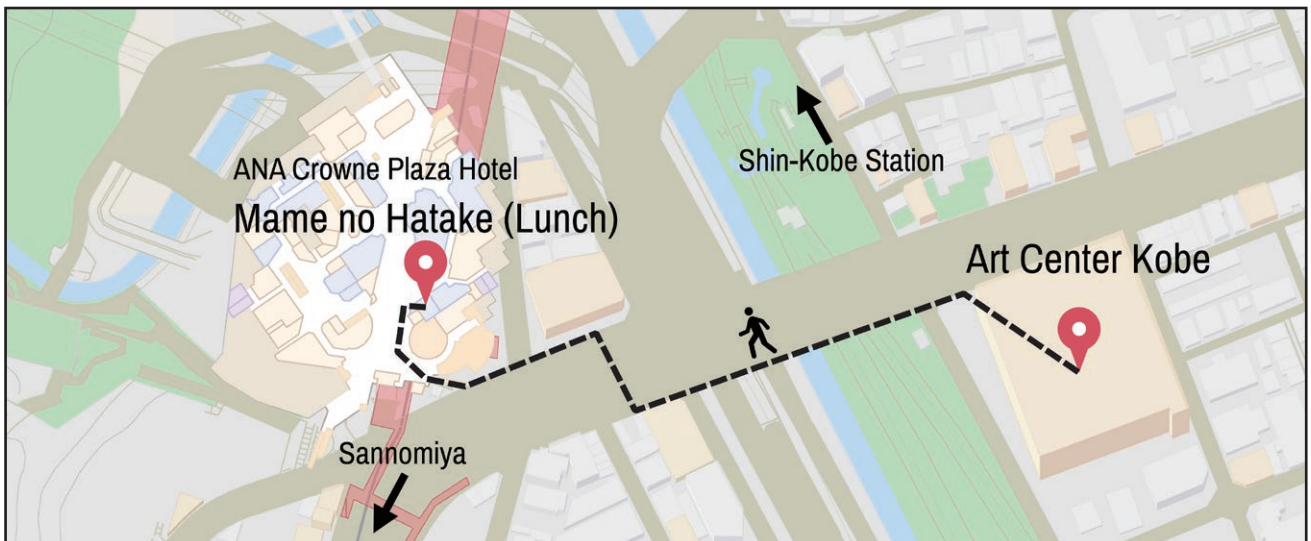 ANA Crowne Plaza Hotel
Mame no Hatake (Lunch)
Shin-Kobe Station
Art Center Kobe
Sannomiya